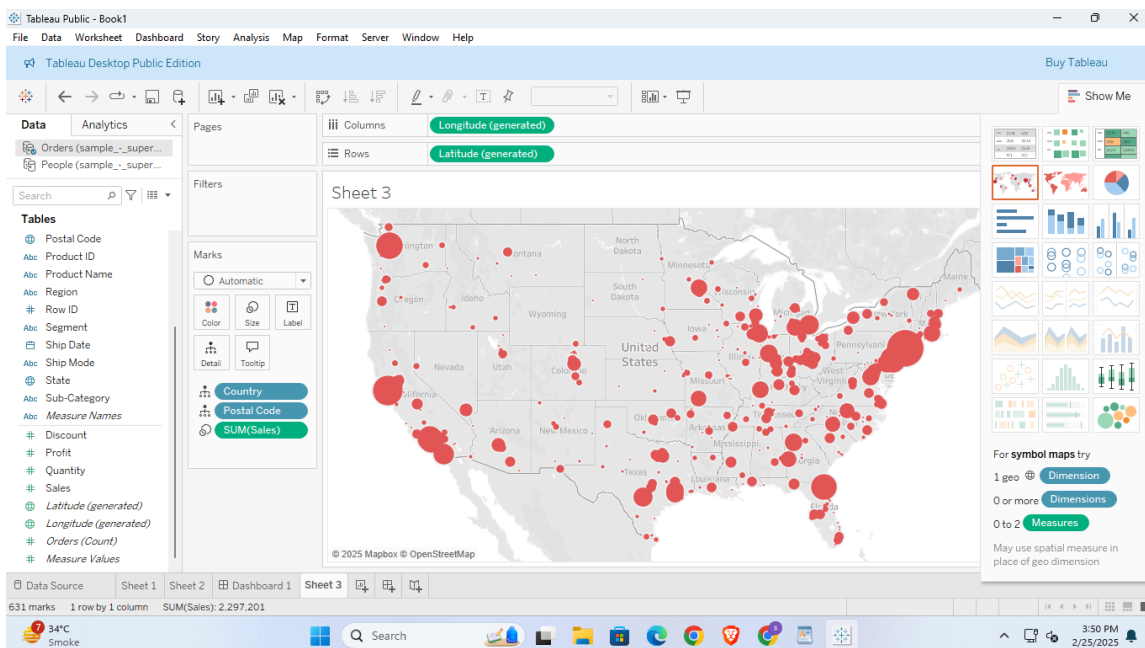 Tableau Public - Book1
File Data Worksheet Dashboard Story Analysis Map Format Server Window Help
Tableau Desktop Public Edition
Buy Tableau
Show Me
Data
Analytics
Orders (sample_-_super...
People (sample_-_super...
Search
Tables
Postal Code
Abc Product ID
Abc Product Name
Abc Region
# Row ID
Abc Segment
Ship Date
Abc Ship Mode
State
Abc Sub-Category
Abc Measure Names
# Discount
# Profit
# Quantity
# Sales
Latitude (generated)
Longitude (generated)
# Orders (Count)
# Measure Values
Pages
Filters
Marks
Automatic
Color Size Label
Detail Tooltip
Country
Postal Code
SUM(Sales)
Columns
Longitude (generated)
Rows
Latitude (generated)
Sheet 3
North
Dakota
Minnesota
South
Dakota
Idaho
Wyoming
Maine
Iowa
United
States
Nevada
Utah
Missouri
West
Virginia
Arizona
New Mexico
Mississippi
Texas
Louisiana
© 2025 Mapbox © OpenStreetMap
For symbol maps try
1 geo Dimension
0 or more Dimensions
0 to 2 Measures
May use spatial measure in
place of geo dimension
Data Source
Sheet 1
Sheet 2
Dashboard 1
Sheet 3
631 marks 1 row by 1 column SUM(Sales): 2,297,201
7
34°C
Smoke
Search
3:50 PM
2/25/2025